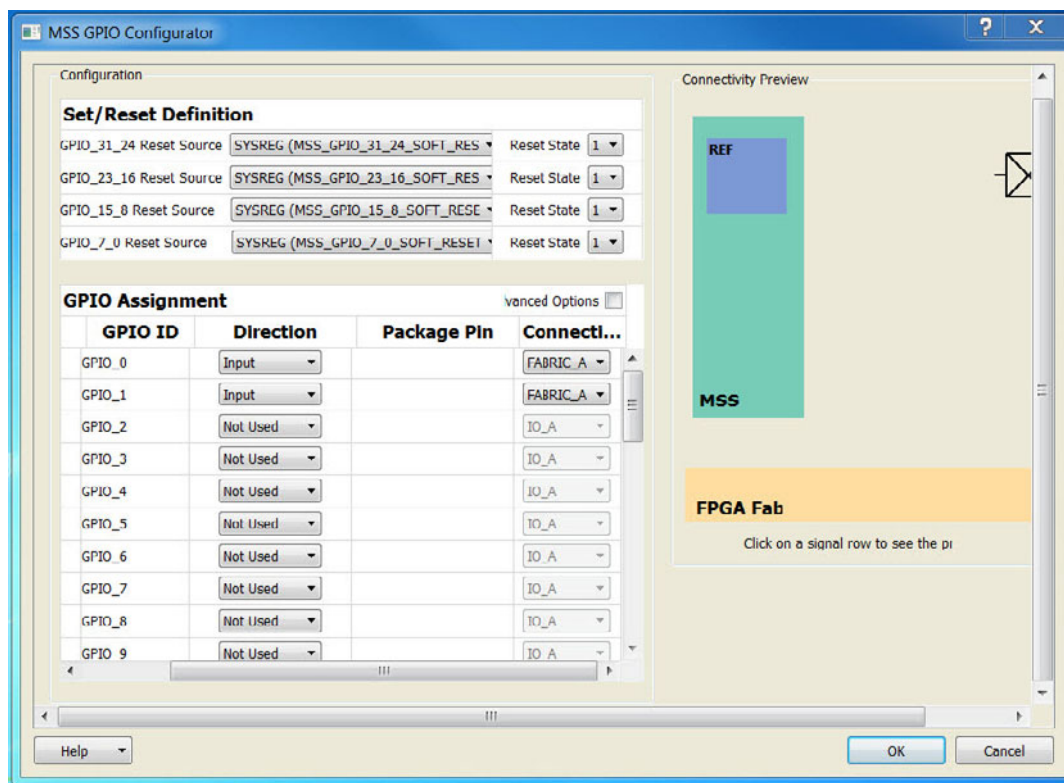 MSS GPIO Configurator
Configuration
Set/Reset Definition
GPIO_31_24 Reset Source SYSREG (MSS_GPIO_31_24_SOFT_RES Reset State 1
GPIO_23_16 Reset Source SYSREG (MSS_GPIO_23_16_SOFT_RES Reset State 1
GPIO_15_8 Reset Source SYSREG (MSS_GPIO_15_8_SOFT_RESE Reset State 1
GPIO_7_0 Reset Source SYSREG (MSS_GPIO_7_0_SOFT_RESET Reset State 1
GPIO Assignment vanced Options
GPIO ID Direction Package Pin Connecti...
GPIO_0 Input FABRIC_A
GPIO_1 Input FABRIC_A
GPIO_2 Not Used IO_A
GPIO_3 Not Used IO_A
GPIO_4 Not Used IO_A
GPIO_5 Not Used IO_A
GPIO_6 Not Used IO_A
GPIO_7 Not Used IO_A
GPIO_8 Not Used IO_A
GPIO_9 Not Used IO_A
Connectivity Preview
REF
MSS
FPGA Fab
Click on a signal row to see the pr
Help OK Cancel